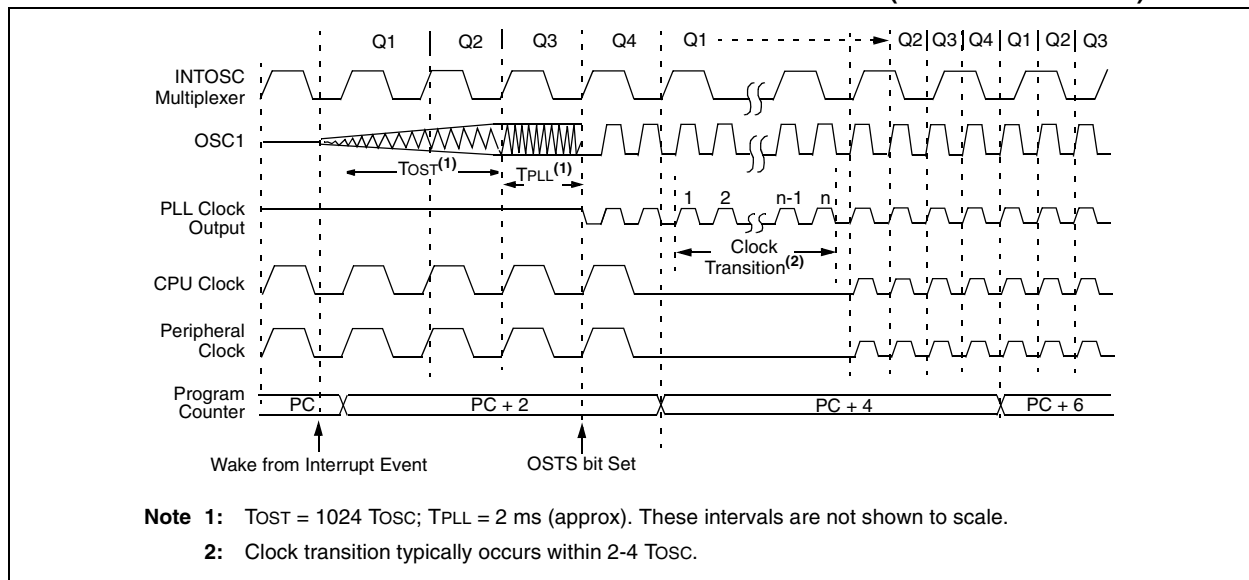 Q1 Q2 Q3 Q4 Q1 Q2 Q3 Q4 Q1 Q2 Q3
INTOSC
Multiplexer
OSC1
TOST(1)
TPLL(1)
1 2 n-1 n
PLL Clock
Output
Clock
Transition(2)
CPU Clock
Peripheral
Clock
Program
Counter
PC PC + 2 PC + 4 PC + 6
Wake from Interrupt Event OSTS bit Set
Note 1: TOST = 1024 TOSC; TPLL = 2 ms (approx). These intervals are not shown to scale.
2: Clock transition typically occurs within 2-4 TOSC.